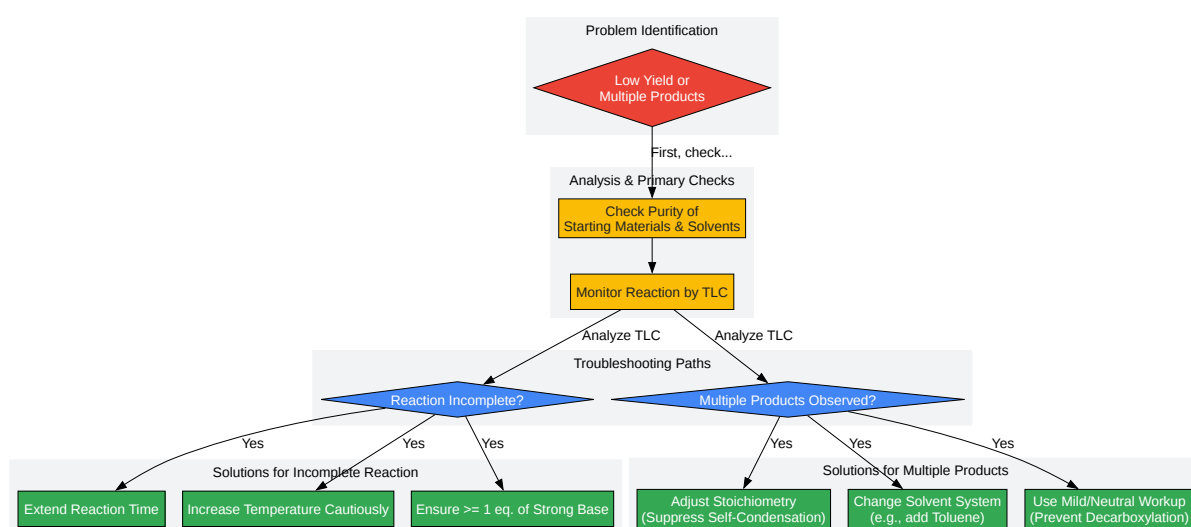 Problem Identification
Low Yield or
Multiple Products
First, check...
Analysis & Primary Checks
Check Purity of
Starting Materials & Solvents
Monitor Reaction by TLC
Analyze TLC
Analyze TLC
Troubleshooting Paths
Reaction Incomplete?
Multiple Products Observed?
Yes
Yes
Yes
Yes
Yes
Yes
Solutions for Incomplete Reaction
Extend Reaction Time
Increase Temperature Cautiously
Ensure >= 1 eq. of Strong Base
Solutions for Multiple Products
Adjust Stoichiometry
(Suppress Self-Condensation)
Change Solvent System
(e.g., add Toluene)
Use Mild/Neutral Workup
(Prevent Decarboxylation)